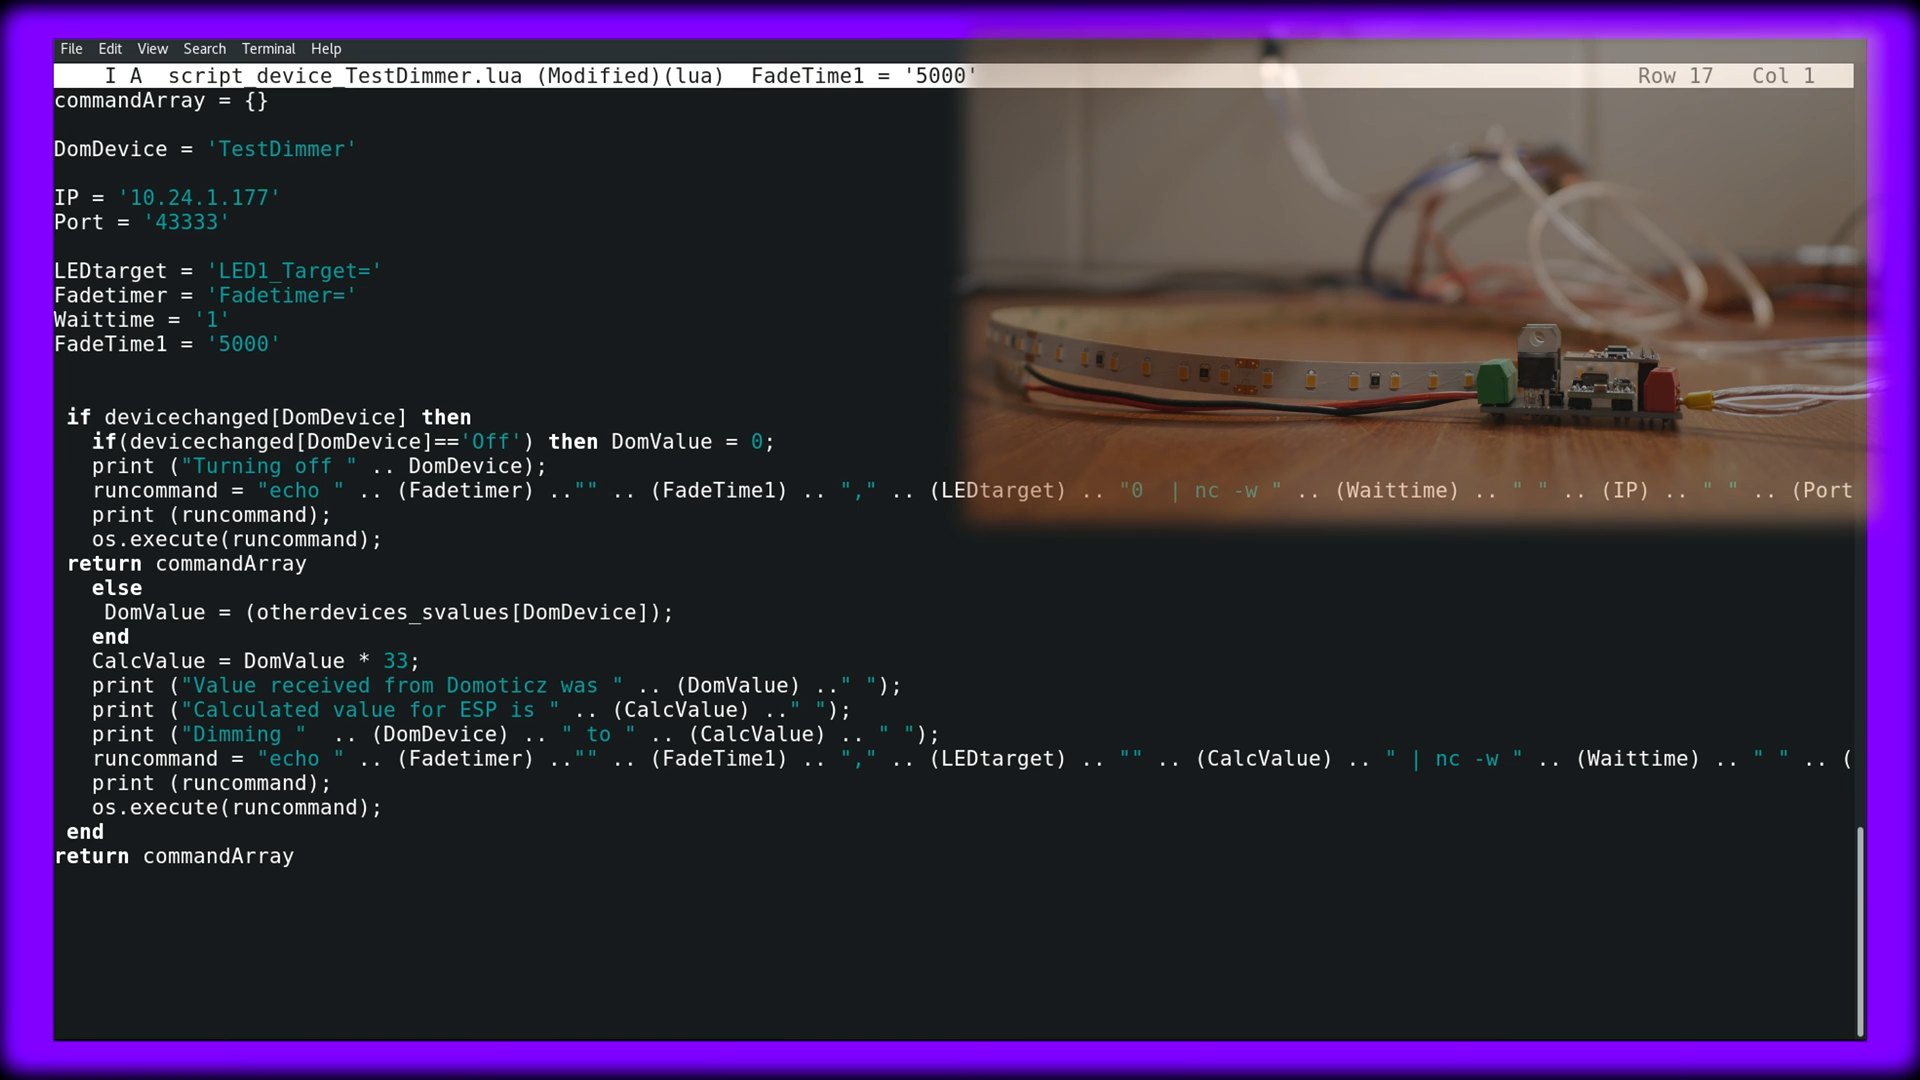 File Edit View Search Terminal Help
I A script_device_TestDimmer.lua (Modified)(lua) FadeTime1 = '5000' Row 17 Col 1
commandArray = {}
DomDevice = 'TestDimmer'
IP = '10.24.1.177'
Port = '43333'
LEDtarget = 'LED1_Target='
Fadetimer = 'Fadetimer='
Waittime = '1'
FadeTime1 = '5000'
if devicechanged[DomDevice] then
if(devicechanged[DomDevice]=='Off') then DomValue = 0;
print ("Turning off " .. DomDevice);
runcommand = "echo " .. (Fadetimer) .."" .. (FadeTime1) .. "," .. (LEDtarget) .. "0  | nc -w " .. (Waittime) .. " " .. (IP) .. " " .. (Port
print (runcommand);
os.execute(runcommand);
return commandArray
else
DomValue = (otherdevices_svalues[DomDevice]);
end
CalcValue = DomValue * 33;
print ("Value received from Domoticz was " .. (DomValue) .." ");
print ("Calculated value for ESP is " .. (CalcValue) .." ");
print ("Dimming "  .. (DomDevice) .. " to " .. (CalcValue) .. " ");
runcommand = "echo " .. (Fadetimer) .."" .. (FadeTime1) .. "," .. (LEDtarget) .. "" .. (CalcValue) .. " | nc -w " .. (Waittime) .. " " .. (
print (runcommand);
os.execute(runcommand);
end
return commandArray